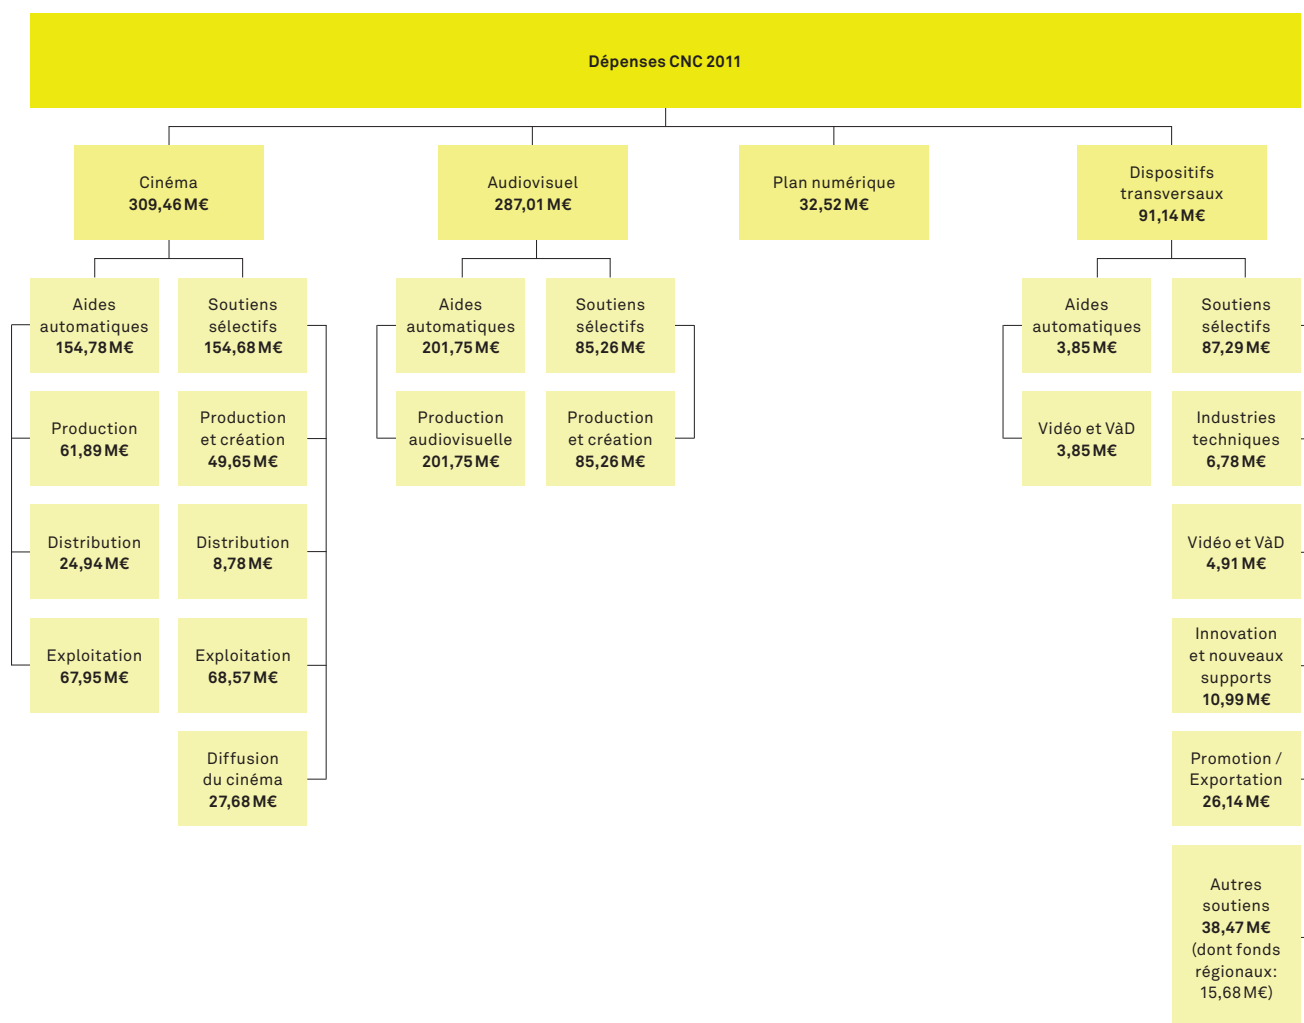 Dépenses CNC 2011
Cinéma
309,46 M€
Audiovisuel
287,01 M€
Plan numérique
32,52 M€
Dispositifs
transversaux
91,14 M€
Aides
automatiques
154,78 M€
Soutiens
sélectifs
154,68 M€
Aides
automatiques
201,75 M€
Soutiens
sélectifs
85,26 M€
Aides
automatiques
3,85 M€
Soutiens
sélectifs
87,29 M€
Production
61,89 M€
Production
et création
49,65 M€
Production
audiovisuelle
201,75 M€
Production
et création
85,26 M€
Vidéo et VàD
3,85 M€
Industries
techniques
6,78 M€
Distribution
24,94 M€
Distribution
8,78 M€
Vidéo et VàD
4,91 M€
Exploitation
67,95 M€
Exploitation
68,57 M€
Innovation
et nouveaux
supports
10,99 M€
Diffusion
du cinéma
27,68 M€
Promotion /
Exportation
26,14 M€
Autres
soutiens
38,47 M€
(dont fonds
régionaux:
15,68 M€)